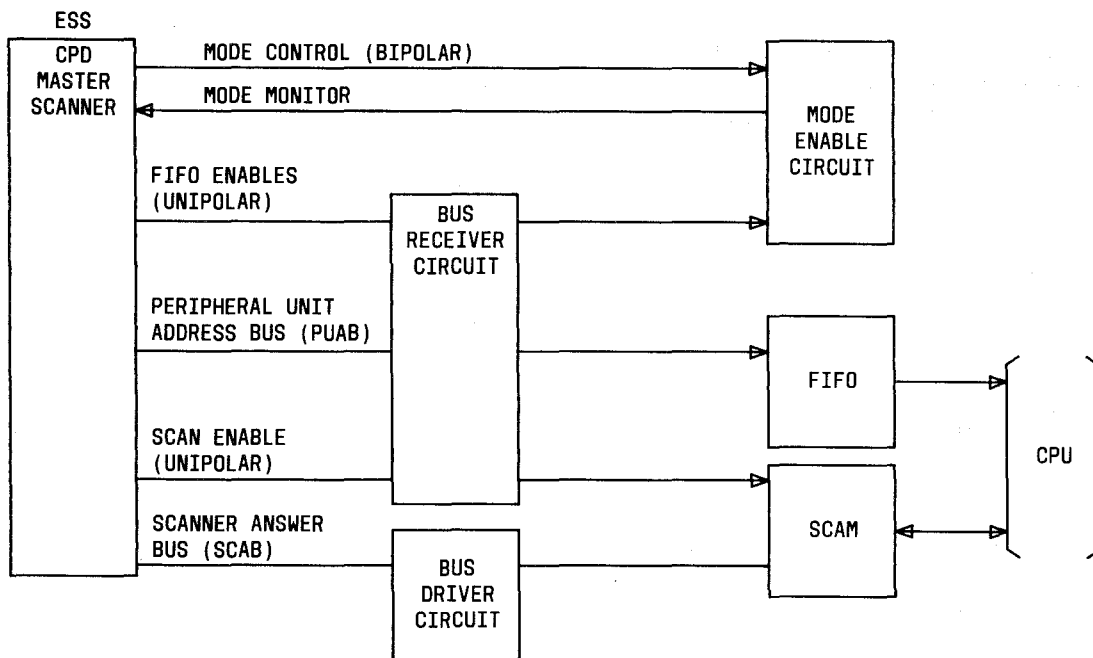 ESS
CPD
MASTER
SCANNER
MODE CONTROL (BIPOLAR)
MODE MONITOR
MODE
ENABLE
CIRCUIT
FIFO ENABLES
(UNIPOLAR)
BUS
RECEIVER
CIRCUIT
PERIPHERAL UNIT
ADDRESS BUS (PUAB)
FIFO
CPU
SCAN ENABLE
(UNIPOLAR)
SCAM
SCANNER ANSWER
BUS (SCAB)
BUS
DRIVER
CIRCUIT